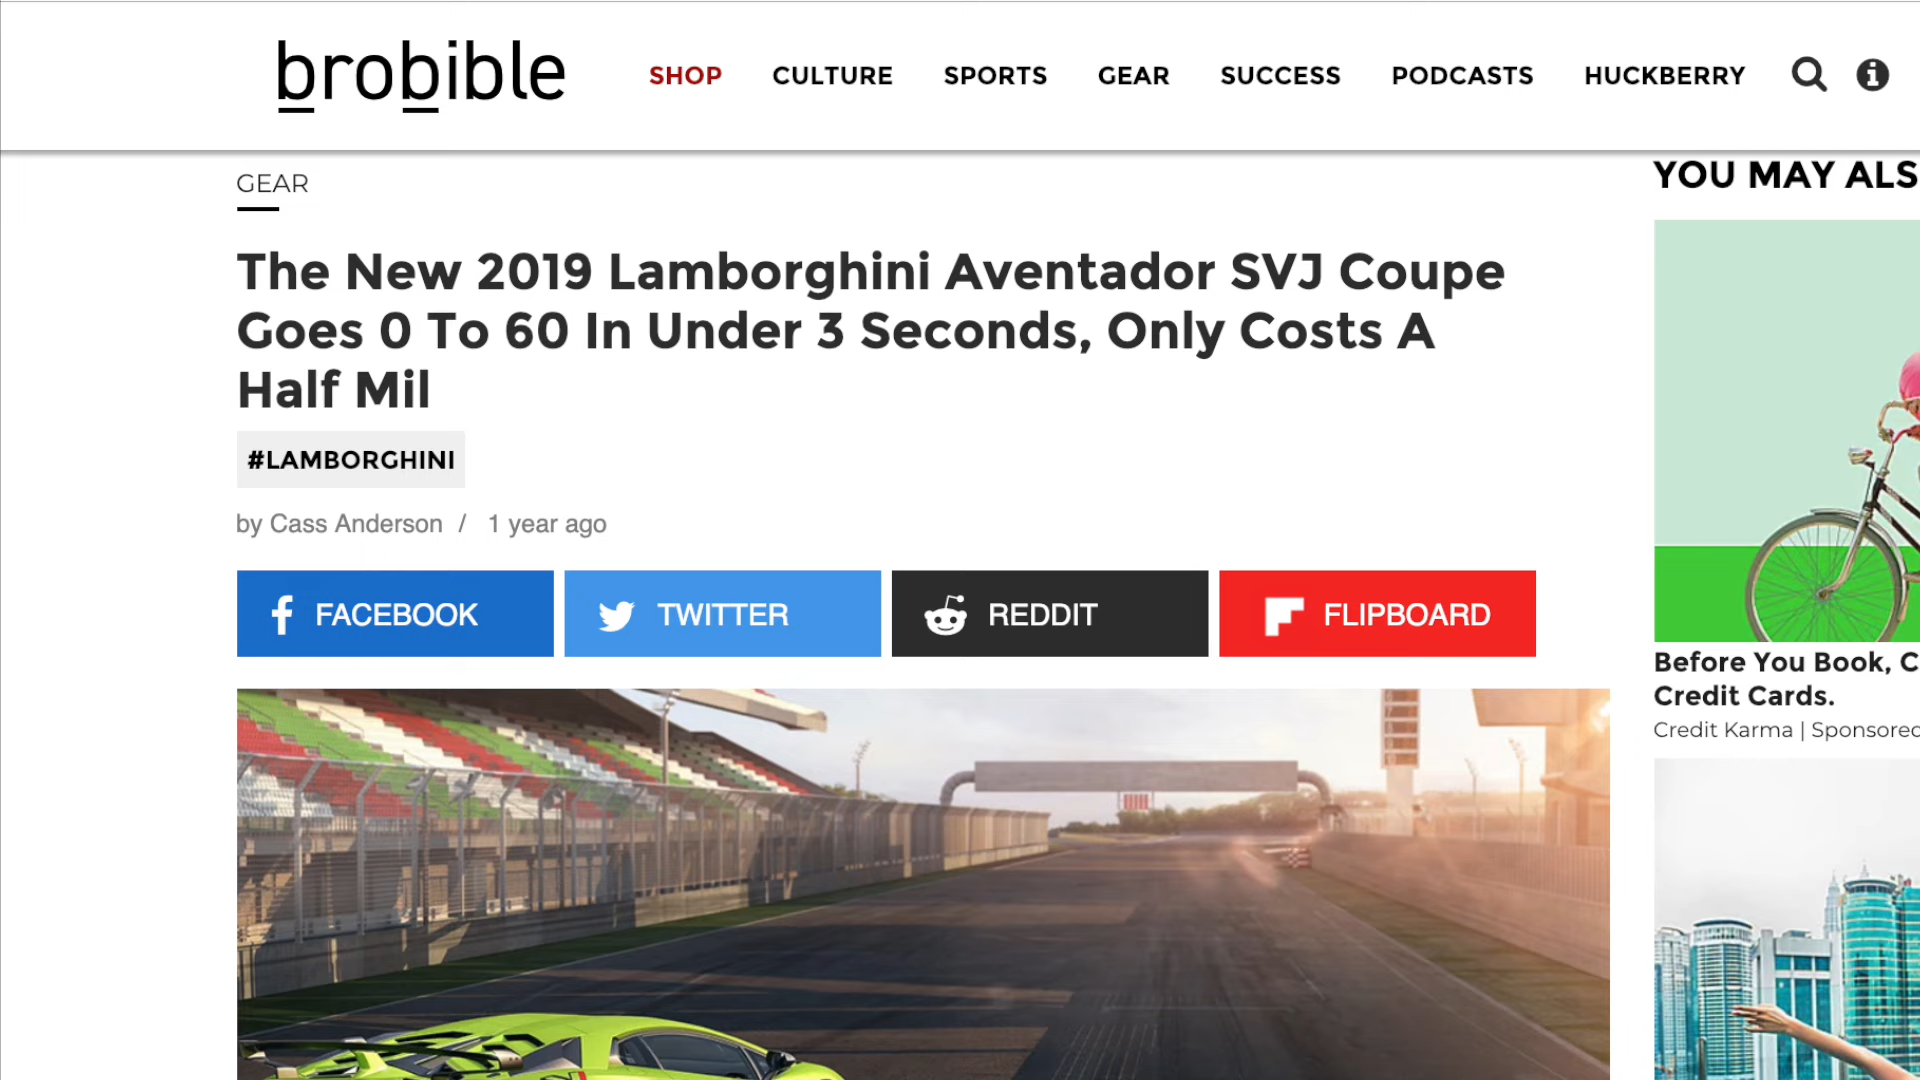 brobible
SHOP CULTURE SPORTS GEAR SUCCESS PODCASTS HUCKBERRY
GEAR
The New 2019 Lamborghini Aventador SVJ Coupe
Goes 0 To 60 In Under 3 Seconds, Only Costs A
Half Mil
#LAMBORGHINI
by Cass Anderson / 1 year ago
FACEBOOK TWITTER REDDIT FLIPBOARD
YOU MAY ALS
Before You Book, C
Credit Cards.
Credit Karma | Sponsored